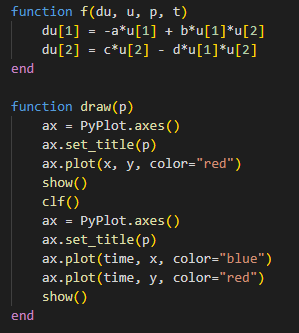 function f(du, u, p, t)
    du[1] = -a*u[1] + b*u[1]*u[2]
    du[2] = c*u[2] - d*u[1]*u[2]
end

function draw(p)
    ax = PyPlot.axes()
    ax.set_title(p)
    ax.plot(x, y, color="red")
    show()
    clf()
    ax = PyPlot.axes()
    ax.set_title(p)
    ax.plot(time, x, color="blue")
    ax.plot(time, y, color="red")
    show()
end